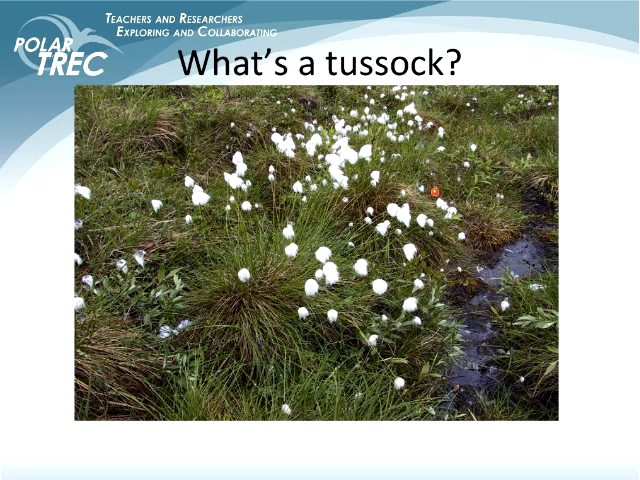 TEACHERS AND RESEARCHERS
EXPLORING AND COLLABORATING
POLAR
TREC
What's a tussock?